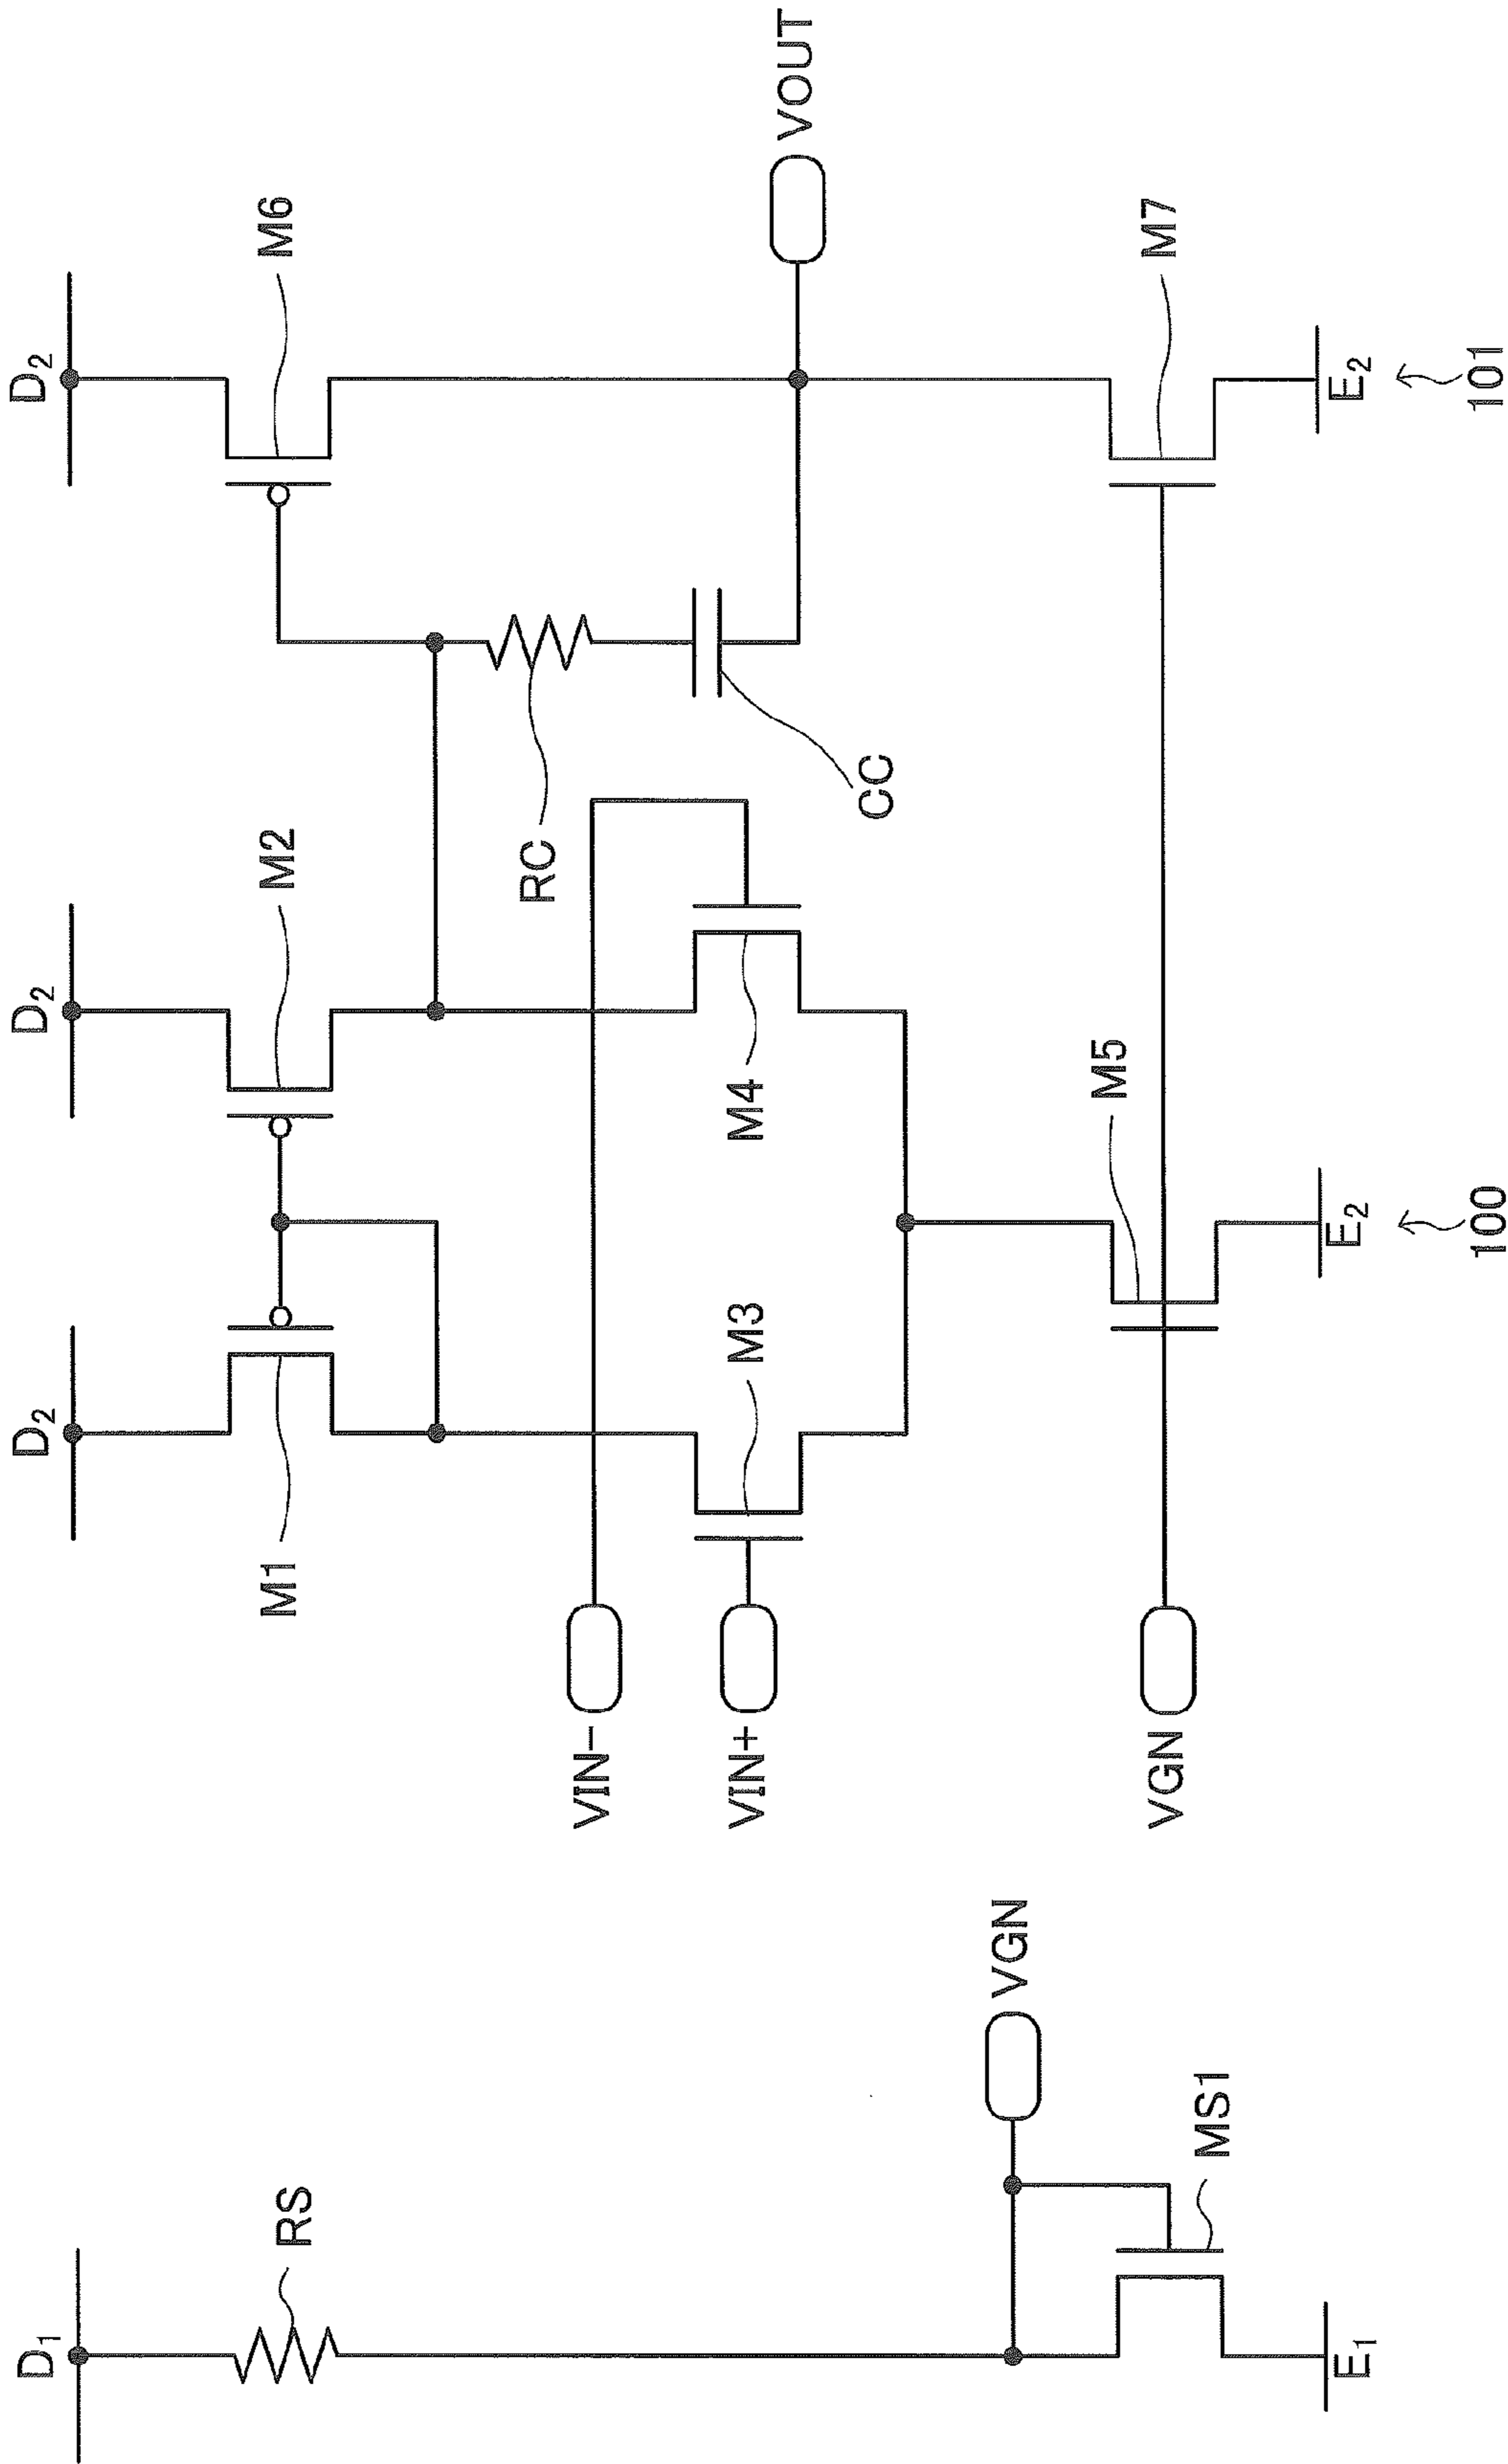 D1
RS
VGN
MS1
E1
D2
D2
D2
M1
M2
M6
VIN-
VIN+
M3
M4
RC
CC
VOUT
VGN
M5
M7
E2
E2
100
101